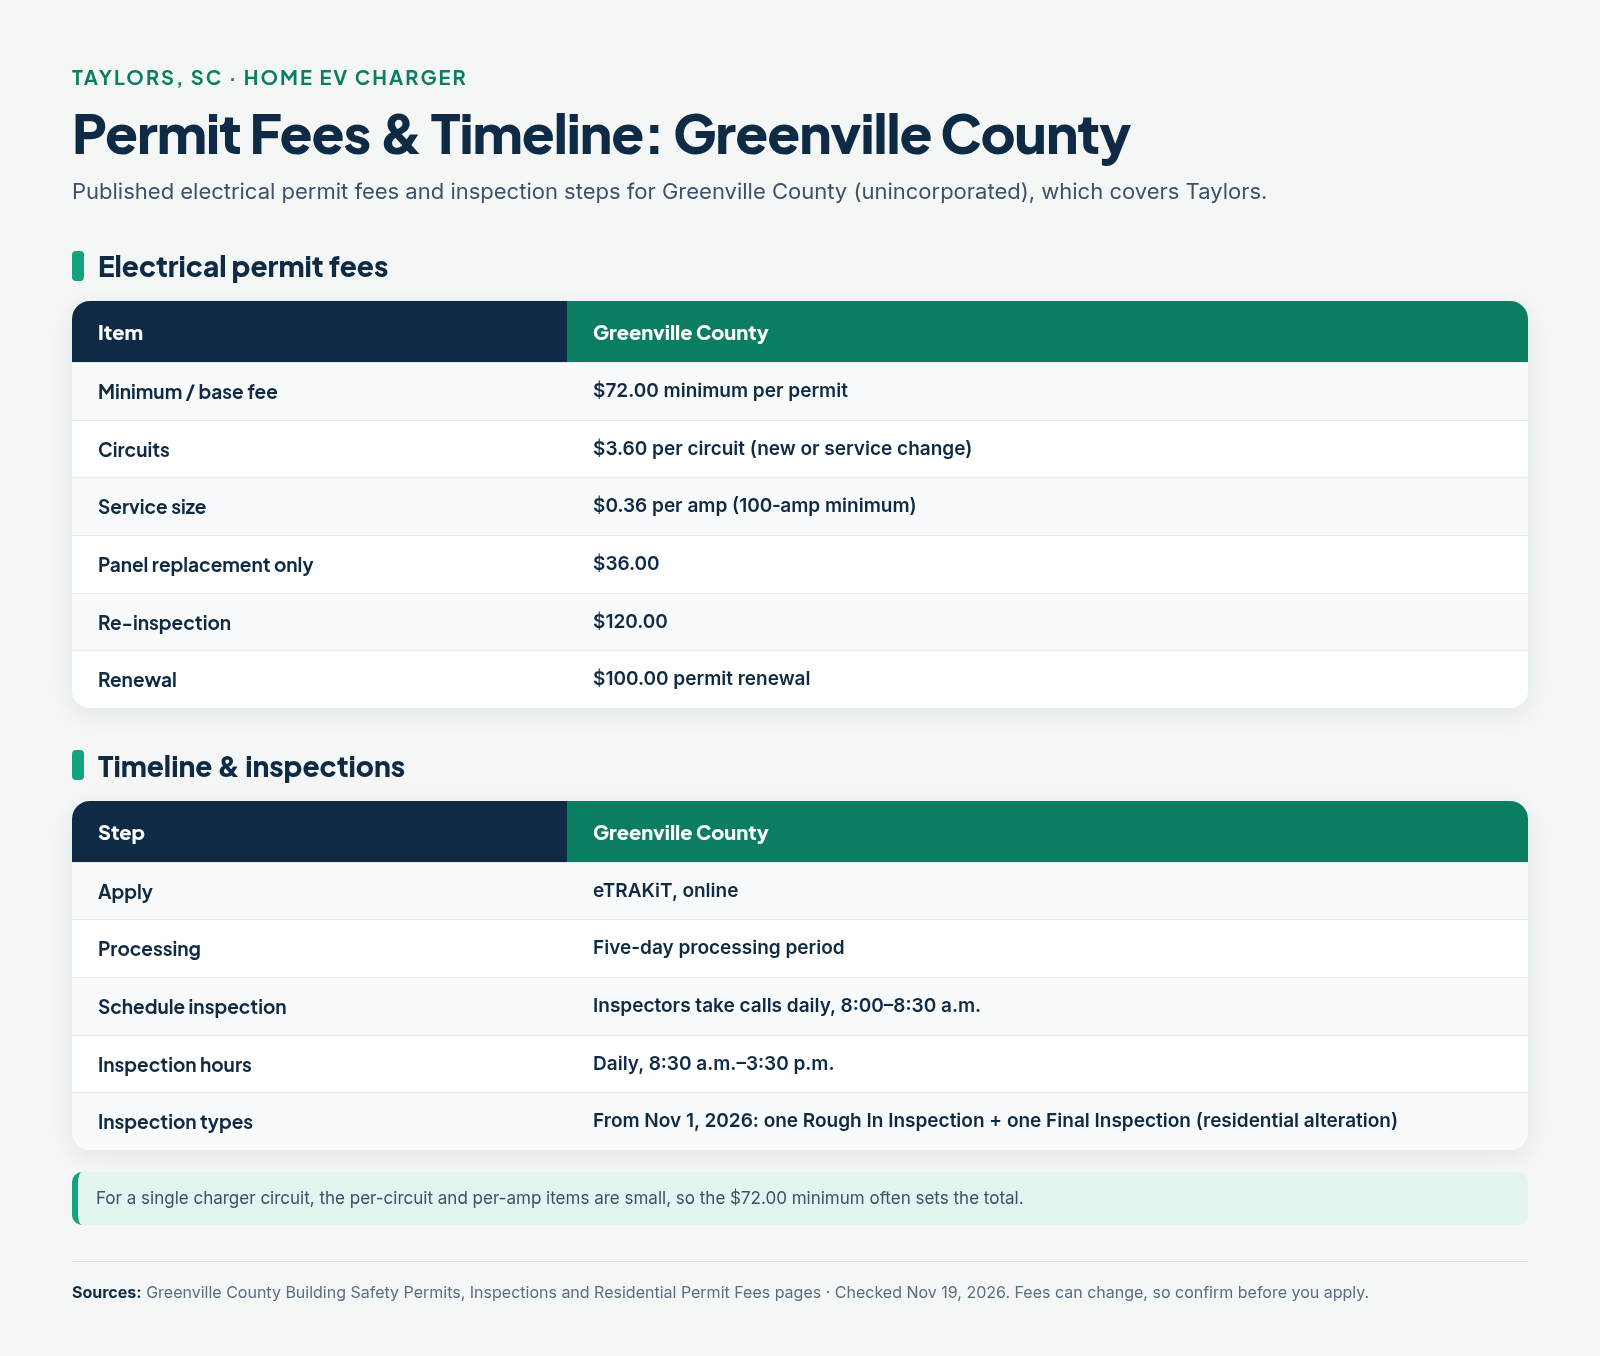 TAYLORS, SC · HOME EV CHARGER
Permit Fees & Timeline: Greenville County
Published electrical permit fees and inspection steps for Greenville County (unincorporated), which covers Taylors.
Electrical permit fees
Item Greenville County
Minimum / base fee $72.00 minimum per permit
Circuits $3.60 per circuit (new or service change)
Service size $0.36 per amp (100-amp minimum)
Panel replacement only $36.00
Re-inspection $120.00
Renewal $100.00 permit renewal
Timeline & inspections
Step Greenville County
Apply eTRAKiT, online
Processing Five-day processing period
Schedule inspection Inspectors take calls daily, 8:00–8:30 a.m.
Inspection hours Daily, 8:30 a.m.–3:30 p.m.
Inspection types From Nov 1, 2026: one Rough In Inspection + one Final Inspection (residential alteration)
For a single charger circuit, the per-circuit and per-amp items are small, so the $72.00 minimum often sets the total.
Sources: Greenville County Building Safety Permits, Inspections and Residential Permit Fees pages · Checked Nov 19, 2026. Fees can change, so confirm before you apply.